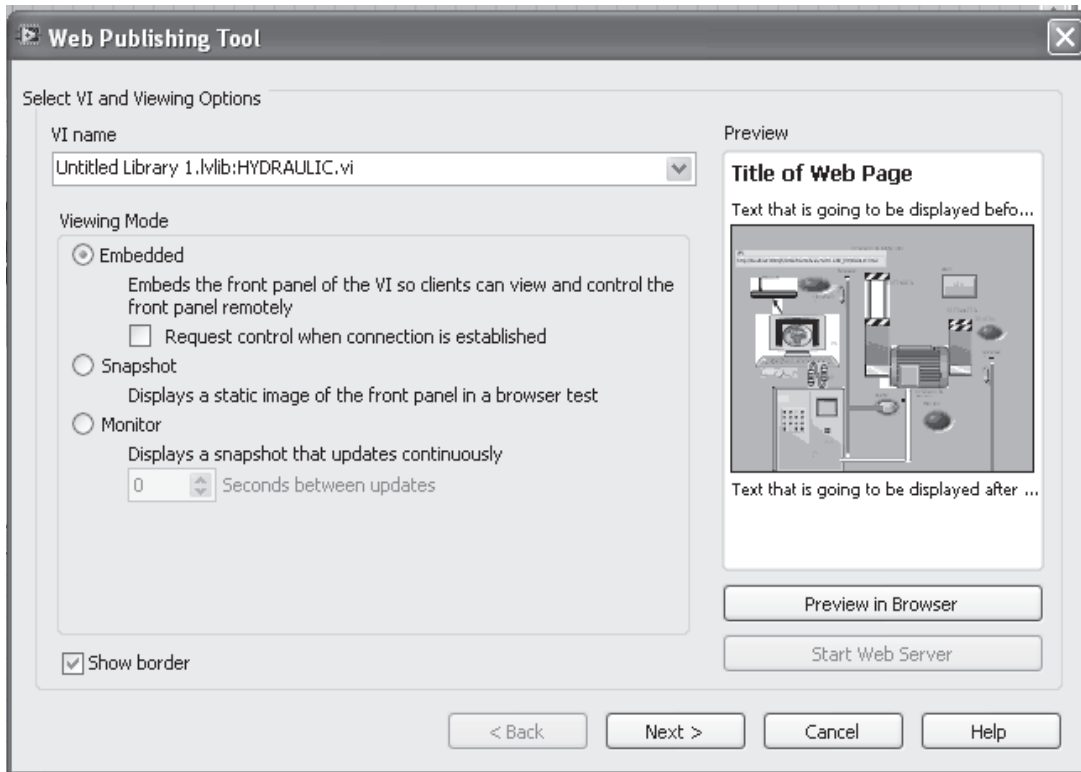 Web Publishing Tool
Select VI and Viewing Options
VI name
Untitled Library 1.lvlib:HYDRAULIC.vi
Viewing Mode
Embedded
Embeds the front panel of the VI so clients can view and control the
front panel remotely
Request control when connection is established
Snapshot
Displays a static image of the front panel in a browser test
Monitor
Displays a snapshot that updates continuously
0 Seconds between updates
Show border
Preview
Title of Web Page
Text that is going to be displayed befo...
Text that is going to be displayed after ...
Preview in Browser
Start Web Server
< Back
Next >
Cancel
Help